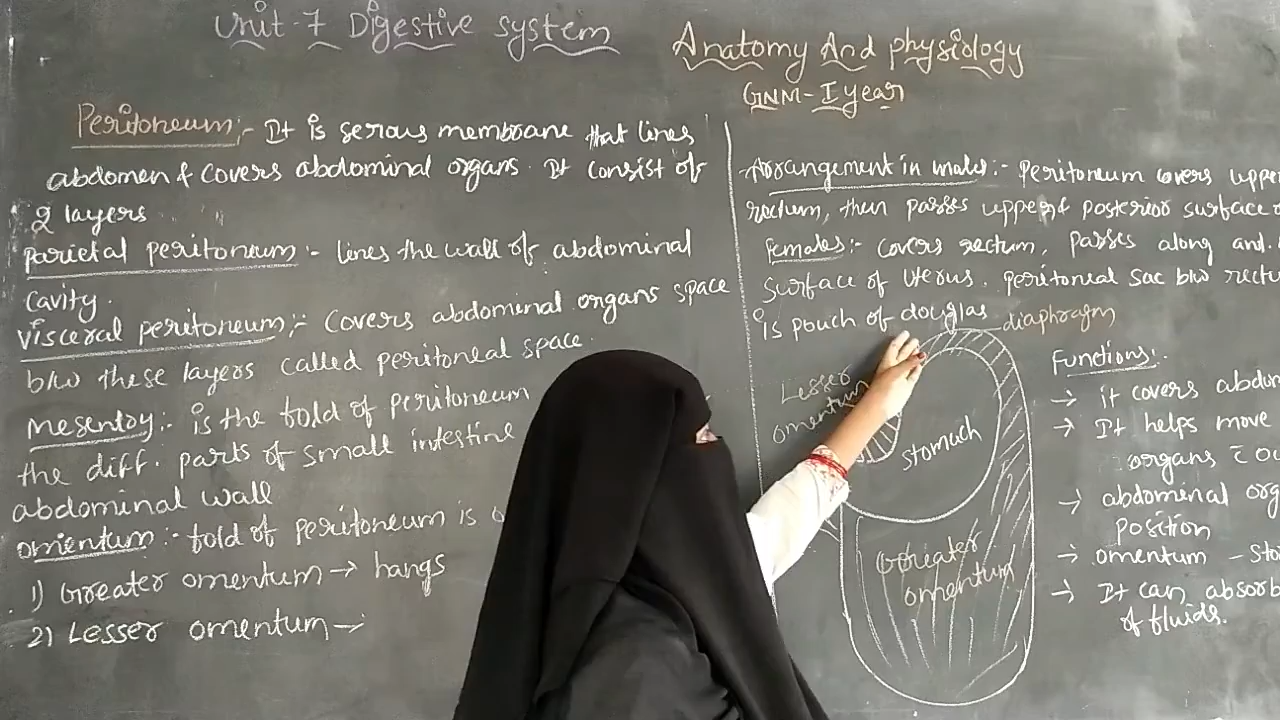 Unit-7 Digestive system
Anatomy And physiology
GNM-I year
Peritoneum:- It is serous membrane that lines
abdomen & covers abdominal organs. It consist of
2 layers
parietal peritoneum:- lines the wall of abdominal
cavity.
visceral peritoneum:- covers abdominal organs space
b/w these layers called peritoneal space.
mesentoy:- is the fold of peritoneum
the diff. parts of small intestine
abdominal wall
omentum:- fold of peritoneum is
1) Greater omentum → hangs
2) Lesser omentum →
Arrangement in males:- Peritoneum covers uppe
rectum, then passes upper & posterior surface
females:- covers rectum, passes along and
surface of Uterus. peritoneal sac b/w rectu
is pouch of douglas
diaphragm
Lesser
omentum
stomach
Greater
omentum
Functions:-
→ it covers abdom
→ It helps move
organs
→ abdominal org
position
→ omentum - sto
→ It can absorb
of fluids.